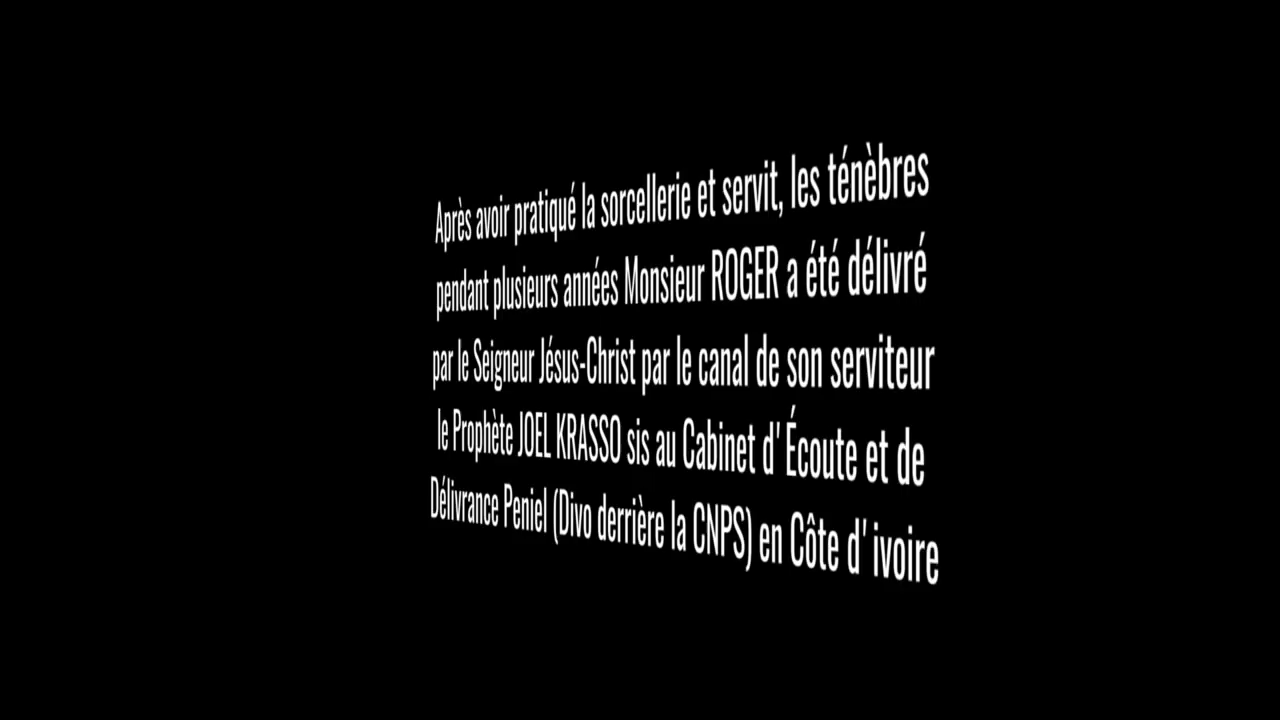 Après avoir pratiqué la sorcellerie et servit, les ténèbres
pendant plusieurs années Monsieur ROGER a été délivré
par le Seigneur Jésus-Christ par le canal de son serviteur
le Prophète JOEL KRASSO sis au Cabinet d'Écoute et de
Délivrance Peniel (Divo derrière la CNPS) en Côte d'ivoire